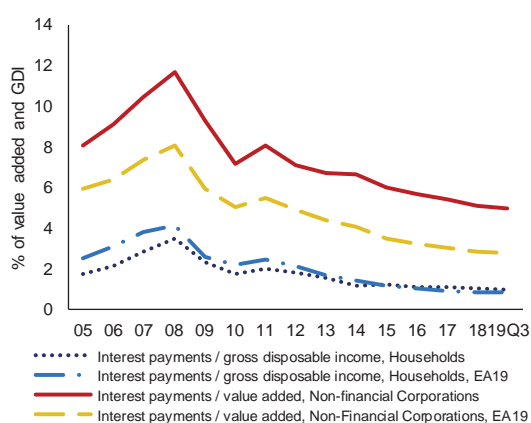 % of value added and GDI
14
12
10
8
6
4
2
0
05 06 07 08 09 10 11 12 13 14 15 16 17 1819Q3
Interest payments / gross disposable income, Households
Interest payments / gross disposable income, Households, EA19
Interest payments / value added, Non-financial Corporations
Interest payments / value added, Non-Financial Corporations, EA19